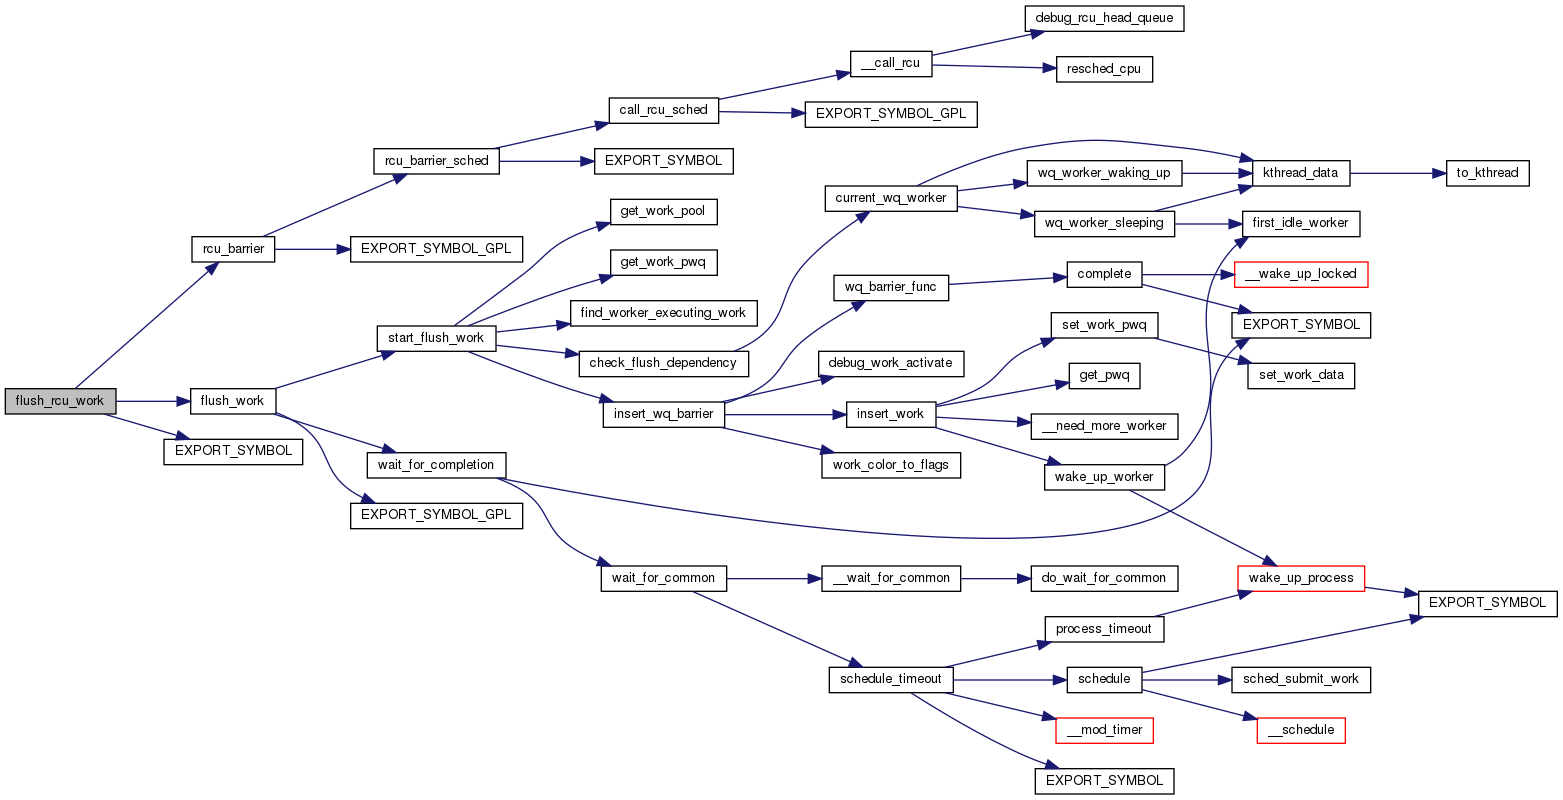 debug_rcu_head_queue
__call_rcu
resched_cpu
call_rcu_sched
EXPORT_SYMBOL_GPL
rcu_barrier_sched
EXPORT_SYMBOL
kthread_data
to_kthread
wq_worker_waking_up
current_wq_worker
get_work_pool
wq_worker_sleeping
first_idle_worker
rcu_barrier
EXPORT_SYMBOL_GPL
get_work_pwq
complete
__wake_up_locked
wq_barrier_func
find_worker_executing_work
set_work_pwq
EXPORT_SYMBOL
start_flush_work
check_flush_dependency
debug_work_activate
get_pwq
set_work_data
flush_rcu_work
flush_work
insert_wq_barrier
insert_work
__need_more_worker
EXPORT_SYMBOL
wait_for_completion
work_color_to_flags
wake_up_worker
EXPORT_SYMBOL_GPL
wait_for_common
__wait_for_common
do_wait_for_common
wake_up_process
EXPORT_SYMBOL
process_timeout
schedule_timeout
schedule
sched_submit_work
__mod_timer
__schedule
EXPORT_SYMBOL